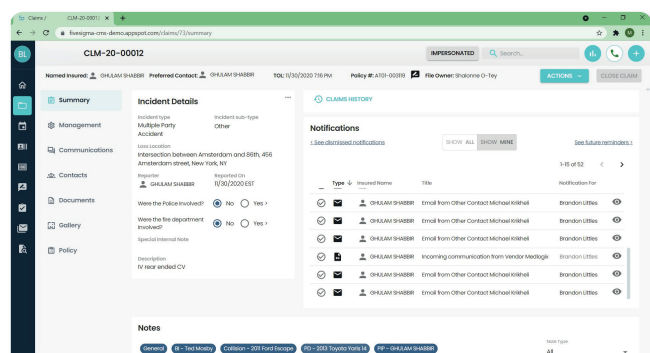 Claims /
CLM-20-00012
fivesigma-cms-demo.appspot.com/claims/73/summary
BL
CLM-20-00012
IMPERSONATED
Search...
Named Insured: GHULAM SHABBIR Preferred Contact: GHULAM SHABBIR TOL: 11/30/2020 7:16 PM Policy #: AT01-003119 File Owner: Shalonne O-Tey
ACTIONS
CLOSE CLAIM
Summary
Management
Communications
Contacts
Documents
Gallery
Policy
Incident Details
Incident type
Multiple Party Accident
Incident sub-type
Other
Loss Location
Intersection between Amsterdam and 86th, 456
Amsterdam street, New York, NY
Reporter
GHULAM SHABBIR
Reported On
11/30/2020 EST
Were the Police involved? No Yes >
Were the fire department involved? No Yes >
Special Internal Note
Description
IV rear ended CV
CLAIMS HISTORY
Notifications
< See dismissed notifications
SHOW ALL SHOW MINE
See future reminders >
1-15 of 52
Type Insured Name Title Notification For
GHULAM SHABBIR Email from Other Contact Michael Krikheli Brandon Littles
GHULAM SHABBIR Email from Other Contact Michael Krikheli Brandon Littles
GHULAM SHABBIR Email from Other Contact Michael Krikheli Brandon Littles
GHULAM SHABBIR Incoming communication from Vendor Medlogix Brandon Littles
GHULAM SHABBIR Email from Other Contact Michael Krikheli Brandon Littles
GHULAM SHABBIR Email from Other Contact Michael Krikheli Brandon Littles
Notes
General
BI - Ted Mosby
Collision - 2011 Ford Escape
PD - 2013 Toyota Yaris 14
PIP - GHULAM SHABBIR
Note Type
All